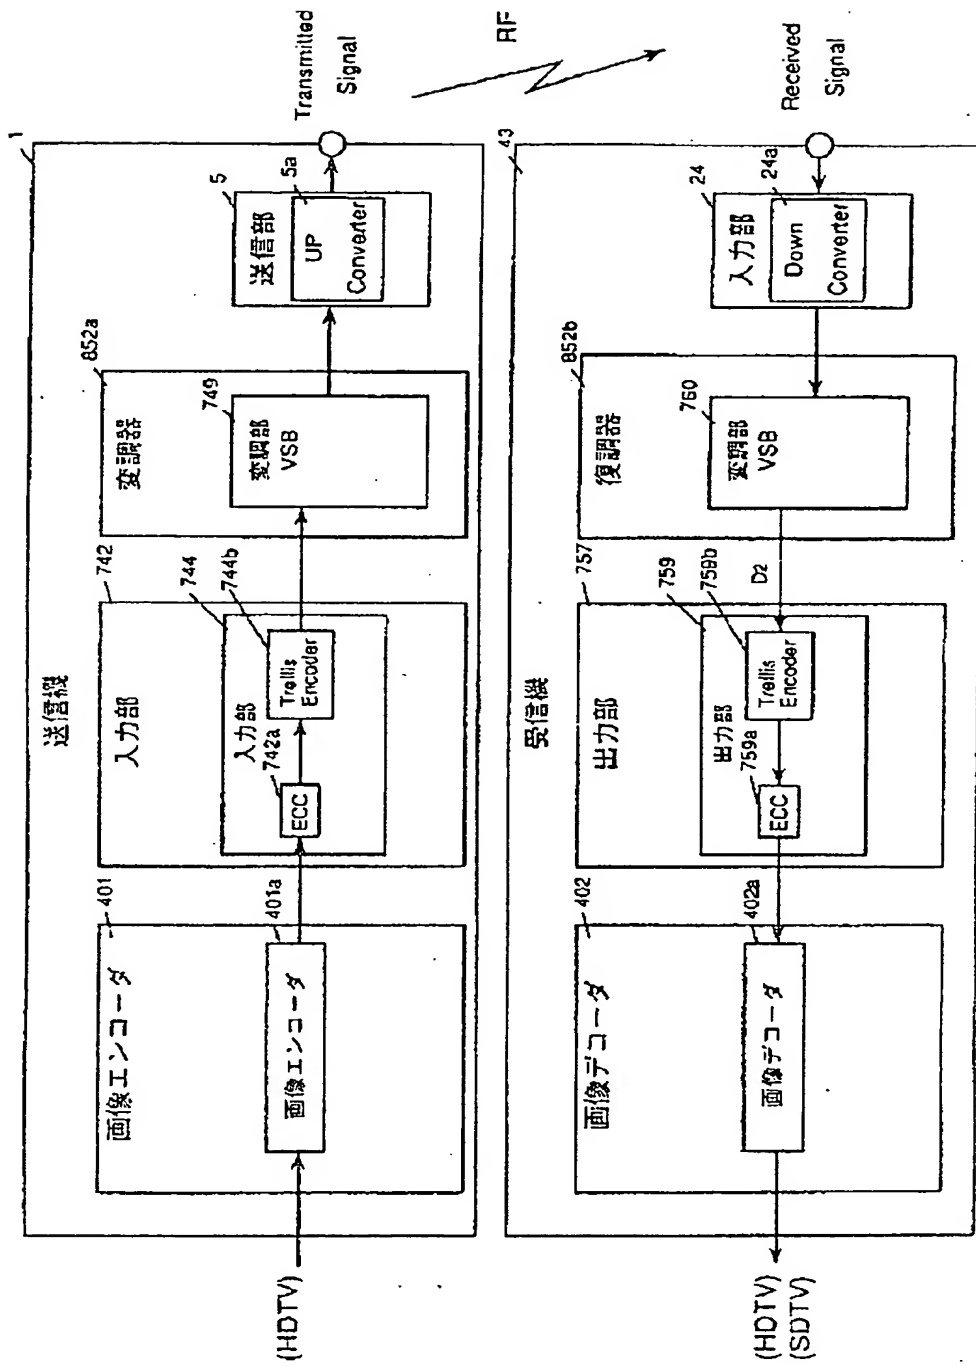 送信機
1
(HDTV)
画像エンコーダ
401
画像エンコーダ
401a
入力部
742
入力部
744
ECC
742a
Trellis
Encoder
744b
変調器
852a
変調部
VSB
749
送信部
5
UP
Converter
5a
Transmitted
Signal
RF
受信機
43
Received
Signal
入力部
24
Down
Converter
24a
復調器
852b
変調部
VSB
760
D2
出力部
757
出力部
759
Trellis
Encoder
759b
ECC
759a
画像デコーダ
402
画像デコーダ
402a
(HDTV)
(SDTV)